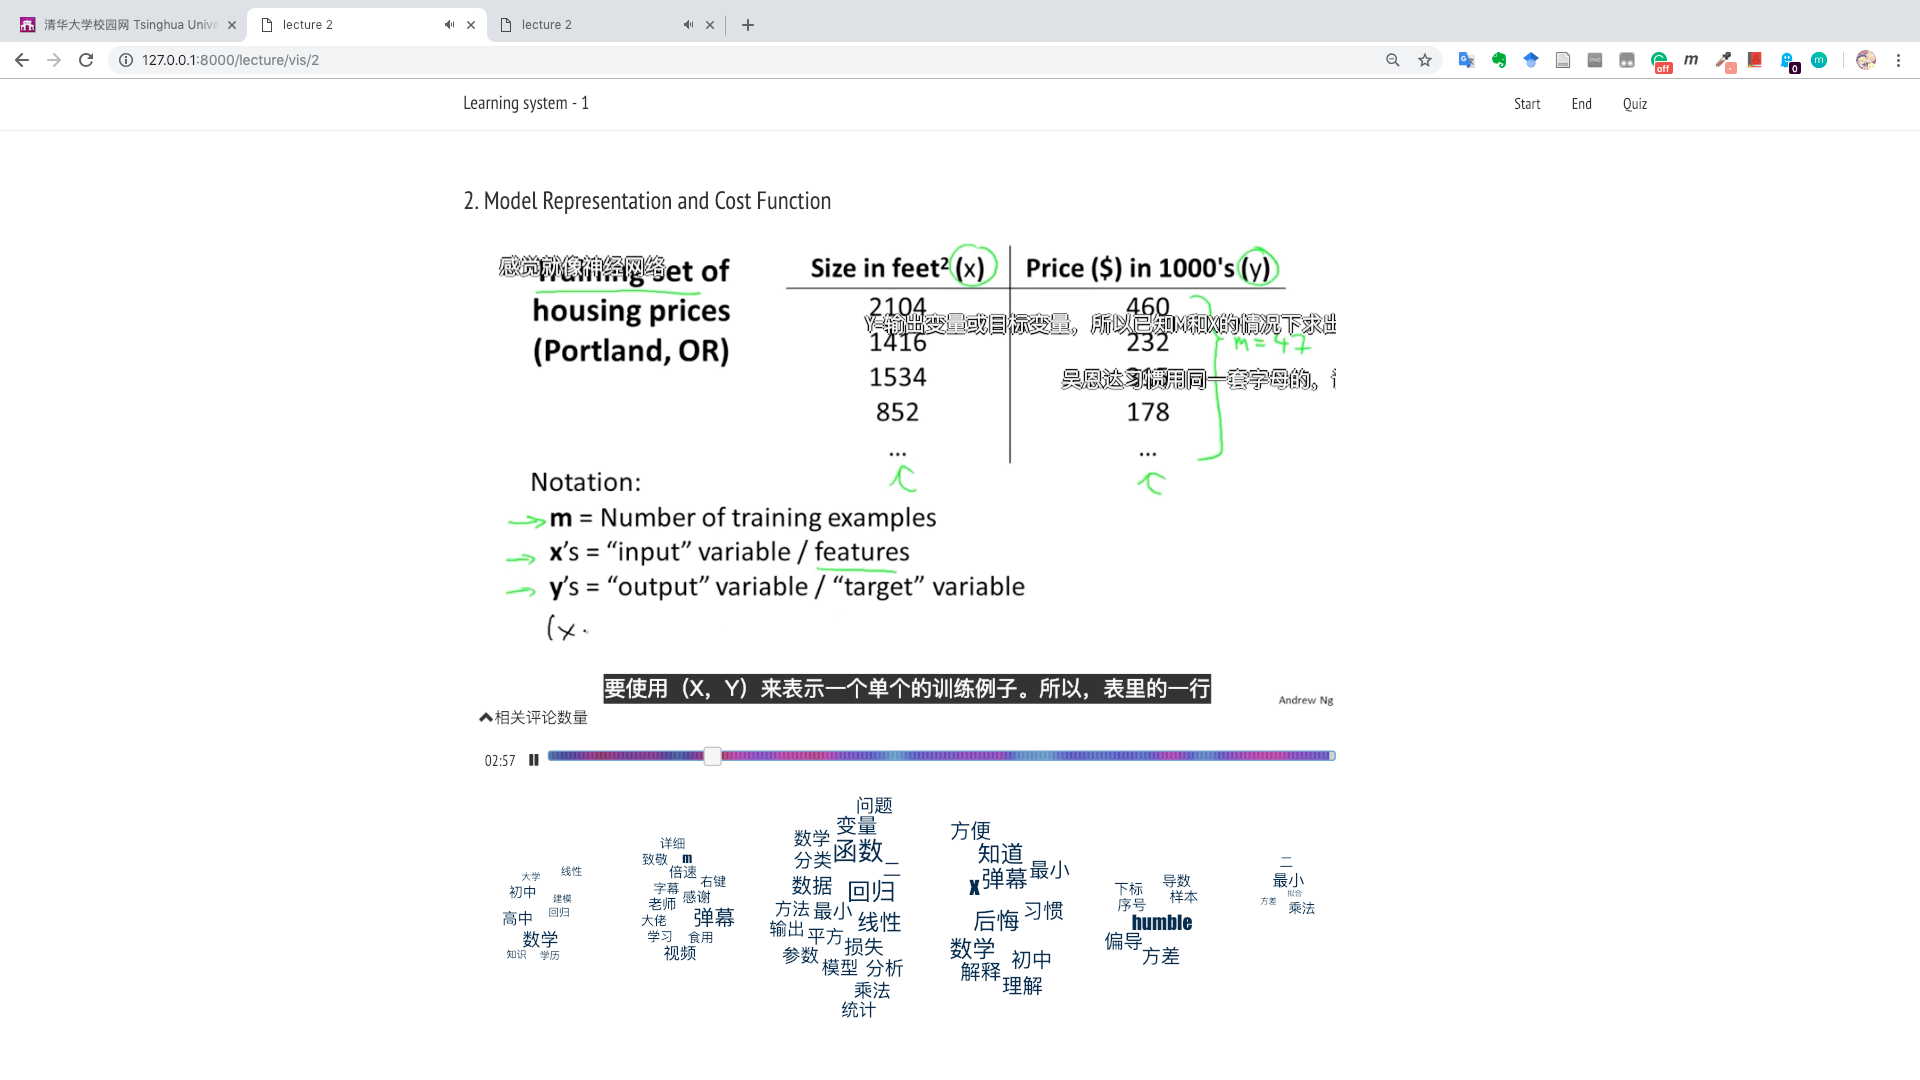 清华大学校园网 Tsinghua Unive
lecture 2
lecture 2
127.0.0.1:8000/lecture/vis/2
off
m
0
m
Learning system - 1
Start
End
Quiz
2. Model Representation and Cost Function
感觉就像神经网络
set of
housing prices
(Portland, OR)
Size in feet² (x)
Price ($) in 1000's (y)
2104
460
Y=输出变量或目标变量，所以已知M和X的情况下求出
1416
232
m = 47
1534
吴恩达习惯用同一套字母的，
852
178
...
...
Notation:
m = Number of training examples
x's = “input” variable / features
y's = “output” variable / “target” variable
(x
要使用（X，Y）来表示一个单个的训练例子。所以，表里的一行
Andrew Ng
相关评论数量
02:57
大学
线性
初中
建模
高中
回归
数学
知识
学历
详细
致敬
m
倍速
字幕
右键
老师
感谢
大佬
弹幕
学习
食用
视频
问题
变量
数学
函数
分类
二
数据
回归
方法
最小
线性
输出
平方
损失
参数
模型
分析
乘法
统计
方便
知道
最小
x
弹幕
后悔
习惯
数学
初中
解释
理解
下标
导数
序号
样本
humble
偏导
方差
二
最小
拟合
方差
乘法